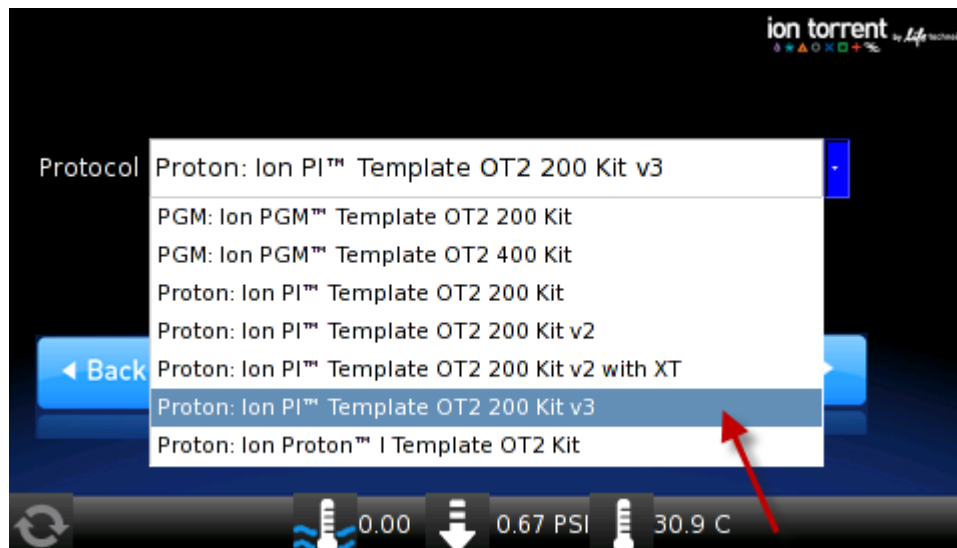 ion torrent
by Life
Protocol Proton: Ion PI™ Template OT2 200 Kit v3
PGM: Ion PGM™ Template OT2 200 Kit
PGM: Ion PGM™ Template OT2 400 Kit
Proton: Ion PI™ Template OT2 200 Kit
Proton: Ion PI™ Template OT2 200 Kit v2
Back
Proton: Ion PI™ Template OT2 200 Kit v2 with XT
Proton: Ion PI™ Template OT2 200 Kit v3
Proton: Ion Proton™ I Template OT2 Kit
0.00 0.67 PSI 30.9 C